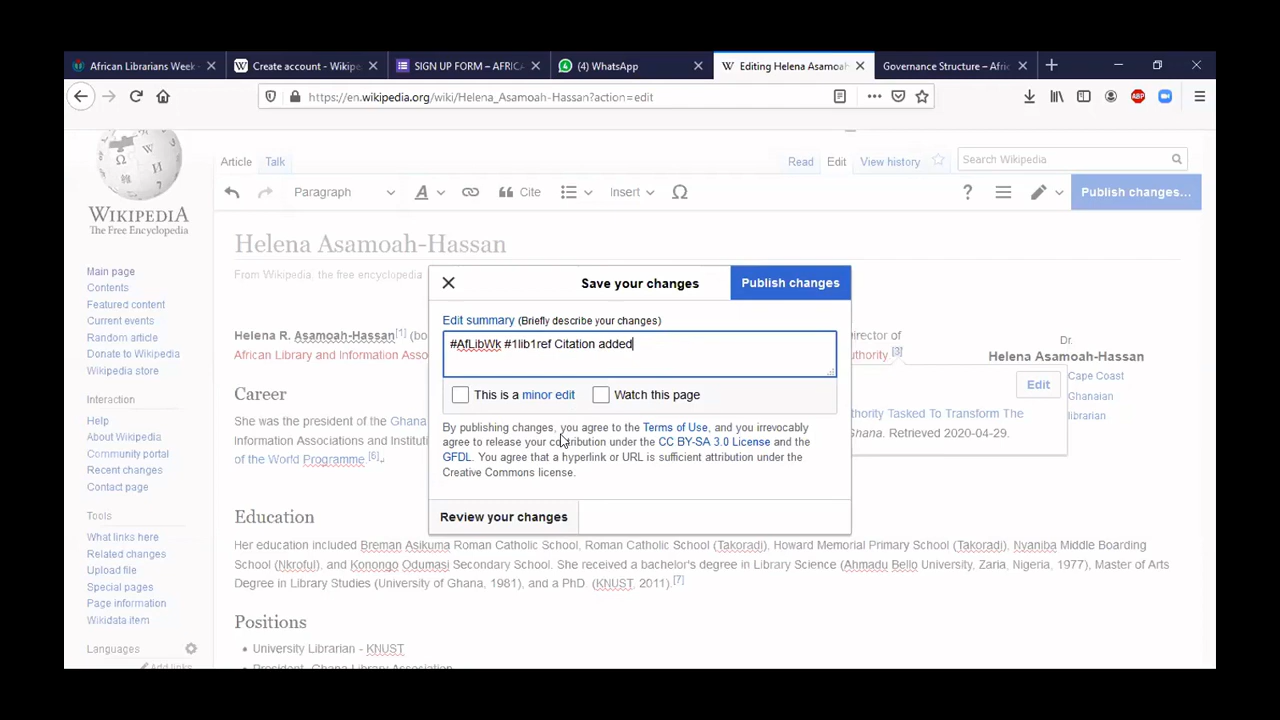 African Librarians Week -
Create account - Wikipe
SIGN UP FORM – AFRICA
(4) WhatsApp
Editing Helena Asamoah-
Governance Structure – Afric
https://en.wikipedia.org/wiki/Helena_Asamoah-Hassan?action=edit
ABP
Article Talk Read Edit View history Search Wikipedia
Paragraph A Cite Insert Ω ? Publish changes...
WIKIPEDIA
The Free Encyclopedia
Main page
Contents
Featured content
Current events
Random article
Donate to Wikipedia
Wikipedia store
Interaction
Help
About Wikipedia
Community portal
Recent changes
Contact page
Tools
What links here
Related changes
Upload file
Special pages
Page information
Wikidata item
Languages
Add links
Helena Asamoah-Hassan
From Wikipedia, the free encyclopedia
Save your changes Publish changes
Edit summary (Briefly describe your changes)
#AfLibWk #1lib1ref Citation added
This is a minor edit Watch this page
By publishing changes, you agree to the Terms of Use, and you irrevocably
agree to release your contribution under the CC BY-SA 3.0 License and the
GFDL. You agree that a hyperlink or URL is sufficient attribution under the
Creative Commons license.
Review your changes
Helena R. Asamoah-Hassan[1] (bo irector of
African Library and Information Asso uthority [3]
Dr.
Helena Asamoah-Hassan
Cape Coast
Ghanaian
librarian
Edit
thority Tasked To Transform The
hana. Retrieved 2020-04-29.
Career
She was the president of the Ghana
Information Associations and Institut
of the World Programme [6].
Education
Her education included Breman Asikuma Roman Catholic School, Roman Catholic School (Takoradi), Howard Memorial Primary School (Takoradi), Nyaniba Middle Boarding
School (Nkroful), and Konongo Odumasi Secondary School. She received a bachelor's degree in Library Science (Ahmadu Bello University, Zaria, Nigeria, 1977), Master of Arts
Degree in Library Studies (University of Ghana, 1981), and a PhD (KNUST, 2011).[7]
Positions
University Librarian - KNUST
President, Ghana Library Association